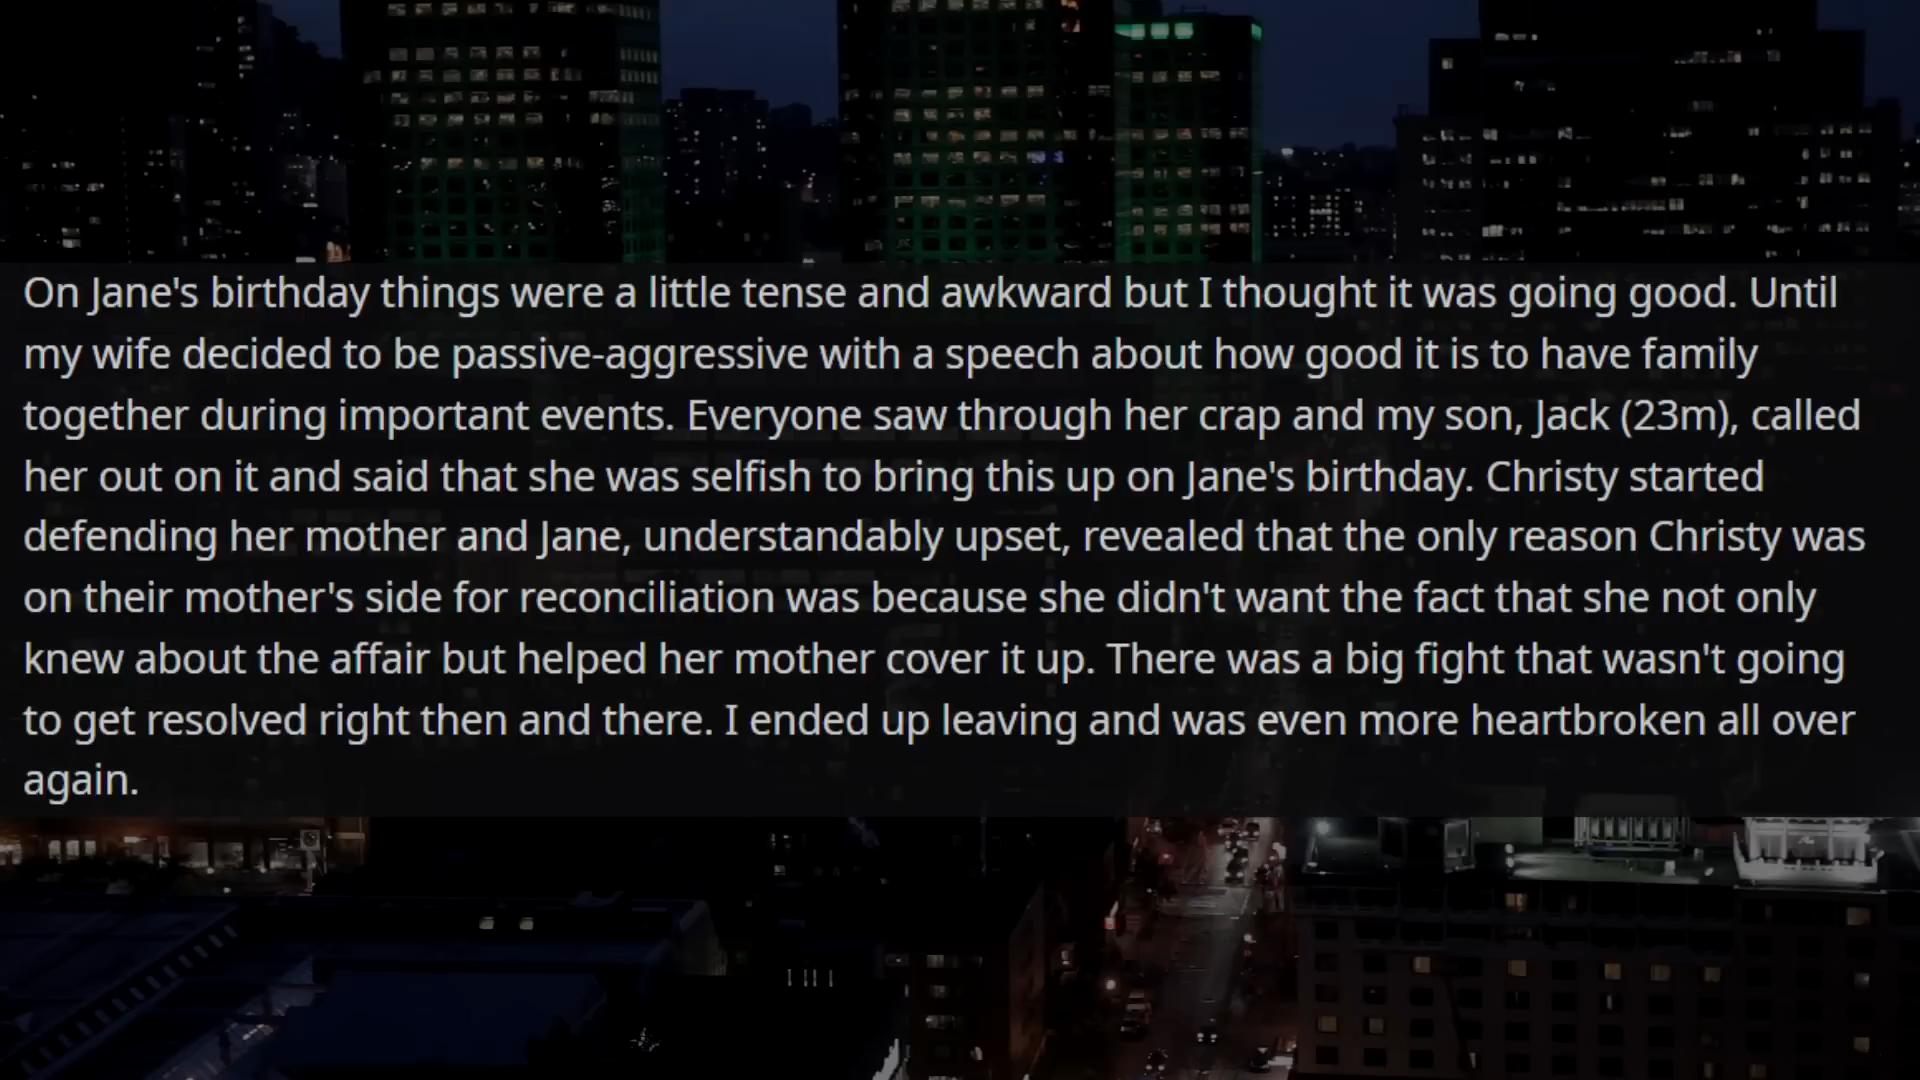 On Jane's birthday things were a little tense and awkward but I thought it was going good. Until
my wife decided to be passive-aggressive with a speech about how good it is to have family
together during important events. Everyone saw through her crap and my son, Jack (23m), called
her out on it and said that she was selfish to bring this up on Jane's birthday. Christy started
defending her mother and Jane, understandably upset, revealed that the only reason Christy was
on their mother's side for reconciliation was because she didn't want the fact that she not only
knew about the affair but helped her mother cover it up. There was a big fight that wasn't going
to get resolved right then and there. I ended up leaving and was even more heartbroken all over
again.